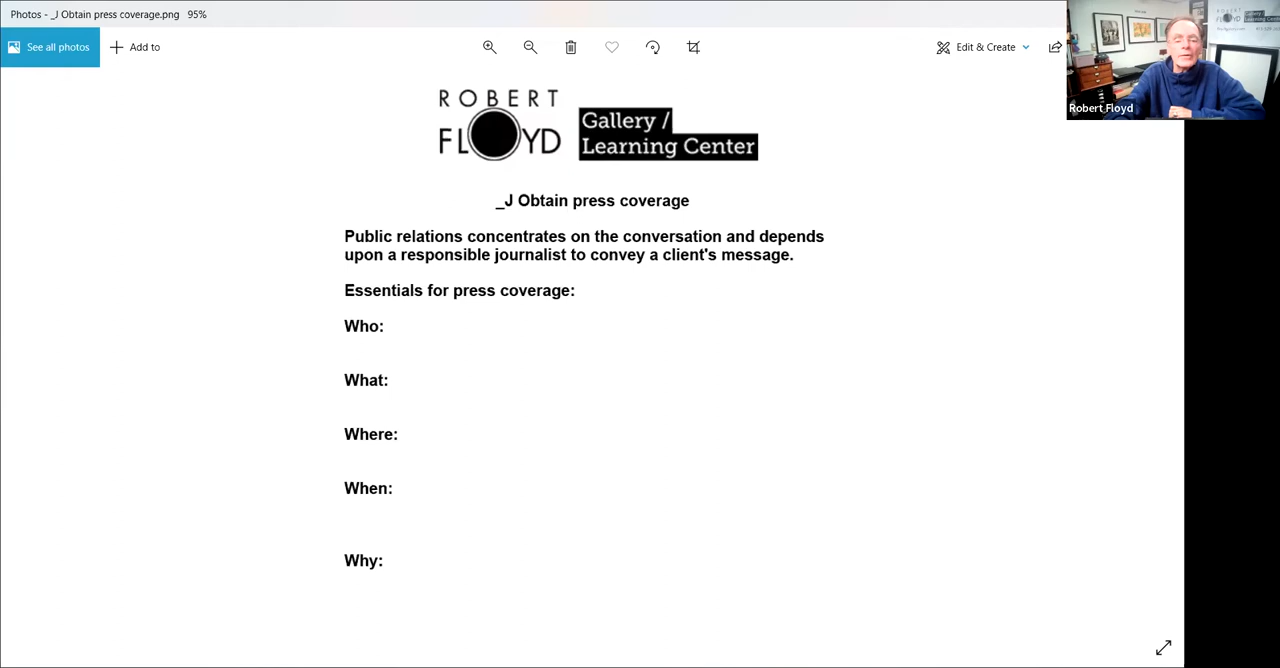 Photos - _J Obtain press coverage.png 95%
See all photos
Add to
Edit & Create
Robert Floyd
ROBERT
FLOYD
Gallery /
Learning Center
_J Obtain press coverage
Public relations concentrates on the conversation and depends
upon a responsible journalist to convey a client's message.
Essentials for press coverage:
Who:
What:
Where:
When:
Why: